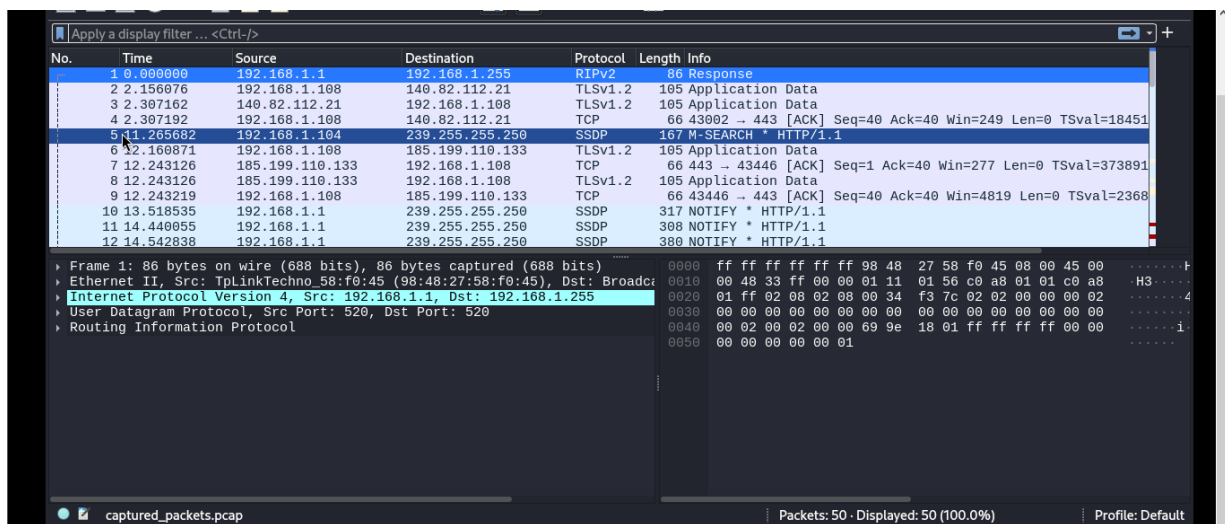 Apply a display filter ... <Ctrl-/>
No. Time Source Destination Protocol Length Info
1 0.000000 192.168.1.1 192.168.1.255 RIPv2 86 Response
2 2.156076 192.168.1.108 140.82.112.21 TLSv1.2 105 Application Data
3 2.307162 140.82.112.21 192.168.1.108 TLSv1.2 105 Application Data
4 2.307192 192.168.1.108 140.82.112.21 TCP 66 43002 → 443 [ACK] Seq=40 Ack=40 Win=249 Len=0 TSval=18451
5 11.265682 192.168.1.104 239.255.255.250 SSDP 167 M-SEARCH * HTTP/1.1
6 12.160871 192.168.1.108 185.199.110.133 TLSv1.2 105 Application Data
7 12.243126 185.199.110.133 192.168.1.108 TCP 66 443 → 43446 [ACK] Seq=1 Ack=40 Win=277 Len=0 TSval=373891
8 12.243126 185.199.110.133 192.168.1.108 TLSv1.2 105 Application Data
9 12.243219 192.168.1.108 185.199.110.133 TCP 66 43446 → 443 [ACK] Seq=40 Ack=40 Win=4819 Len=0 TSval=2368
10 13.518535 192.168.1.1 239.255.255.250 SSDP 317 NOTIFY * HTTP/1.1
11 14.440055 192.168.1.1 239.255.255.250 SSDP 308 NOTIFY * HTTP/1.1
12 14.542838 192.168.1.1 239.255.255.250 SSDP 380 NOTIFY * HTTP/1.1
Frame 1: 86 bytes on wire (688 bits), 86 bytes captured (688 bits)
Ethernet II, Src: TpLinkTechno_58:f0:45 (98:48:27:58:f0:45), Dst: Broadca
Internet Protocol Version 4, Src: 192.168.1.1, Dst: 192.168.1.255
User Datagram Protocol, Src Port: 520, Dst Port: 520
Routing Information Protocol
0000 ff ff ff ff ff ff 98 48 27 58 f0 45 08 00 45 00 ·······H
0010 00 48 33 ff 00 00 01 11 01 56 c0 a8 01 01 c0 a8 ·H3·····
0020 01 ff 02 08 02 08 00 34 f3 7c 02 02 00 00 00 02 ·······4
0030 00 00 00 00 00 00 00 00 00 00 00 00 00 00 00 00 ········
0040 00 02 00 02 00 00 69 9e 18 01 ff ff ff ff 00 00 ······i·
0050 00 00 00 00 00 01 ······
captured_packets.pcap Packets: 50 · Displayed: 50 (100.0%) Profile: Default